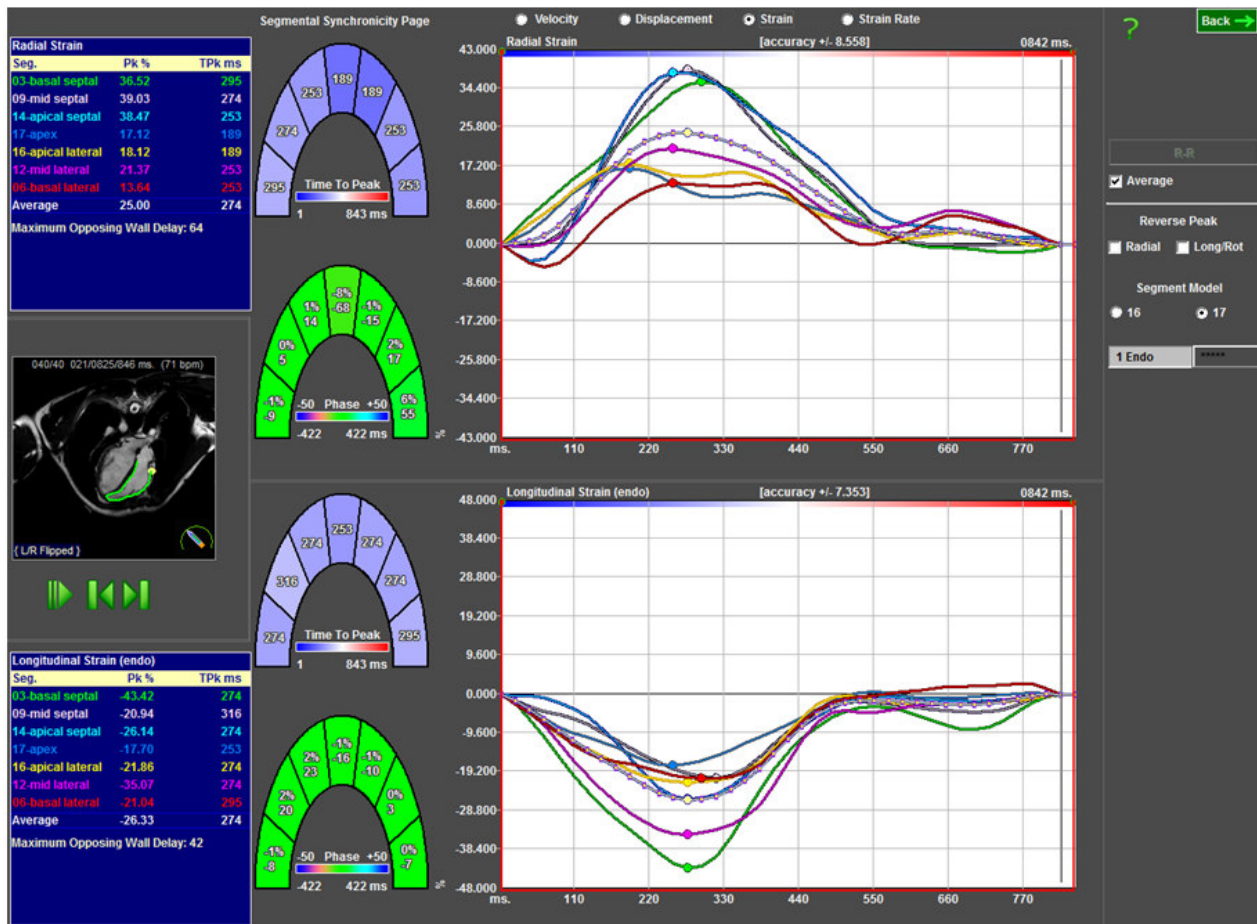 Segmental Synchronicity Page
Velocity Displacement Strain Strain Rate
? Back
Radial Strain
Seg. Pk % TPk ms
03-basal septal 36.52 295
09-mid septal 39.03 274
14-apical septal 38.47 253
17-apex 17.12 189
16-apical lateral 18.12 189
12-mid lateral 21.37 253
06-basal lateral 13.64 253
Average 25.00 274
Maximum Opposing Wall Delay: 64
189
253 189
274 253
295 253
Time To Peak
1 843 ms
-8%
-68
1% -1%
14 -15
0% 2%
5 17
-1% 6%
-9 55
-50 Phase +50
-422 422 ms
%
Radial Strain [accuracy +/- 8.558] 0842 ms.
43.000
34.400
25.800
17.200
8.600
0.000
-8.600
-17.200
-25.800
-34.400
-43.000
ms. 110 220 330 440 550 660 770
R-R
Average
Reverse Peak
Radial Long/Rot
Segment Model
16 17
1 Endo *****
040/40 021/0825/846 ms. (71 bpm)
{ L/R Flipped }
Longitudinal Strain (endo)
Seg. Pk % TPk ms
03-basal septal -43.42 274
09-mid septal -20.94 316
14-apical septal -26.14 274
17-apex -17.70 253
16-apical lateral -21.86 274
12-mid lateral -35.07 274
06-basal lateral -21.04 295
Average -26.33 274
Maximum Opposing Wall Delay: 42
253
274 274
316 274
274 295
Time To Peak
1 843 ms
-1%
-16
2% -1%
23 -10
2% 0%
20 3
-1% 0%
-8 -7
-50 Phase +50
-422 422 ms
%
Longitudinal Strain (endo) [accuracy +/- 7.353] 0842 ms.
48.000
38.400
28.800
19.200
9.600
0.000
-9.600
-19.200
-28.800
-38.400
-48.000
ms. 110 220 330 440 550 660 770